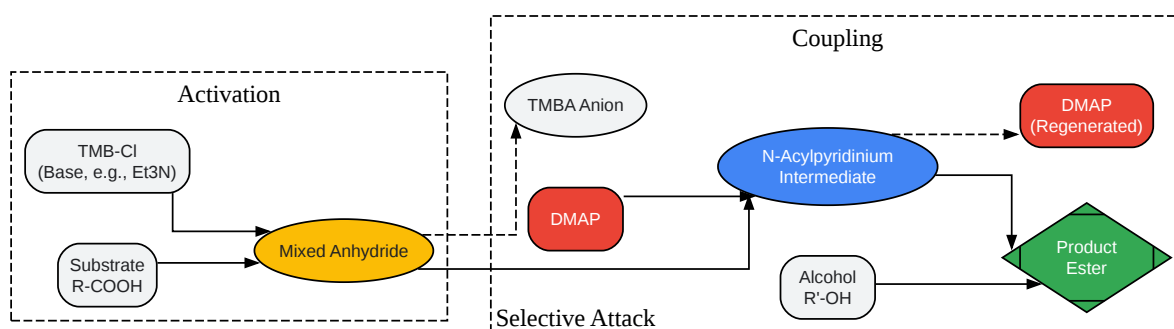 Activation
TMB-Cl
(Base, e.g., Et3N)
Substrate
R-COOH
Mixed Anhydride
Coupling
TMBA Anion
DMAP
N-Acylpyridinium
Intermediate
DMAP
(Regenerated)
Alcohol
R'-OH
Product
Ester
Selective Attack